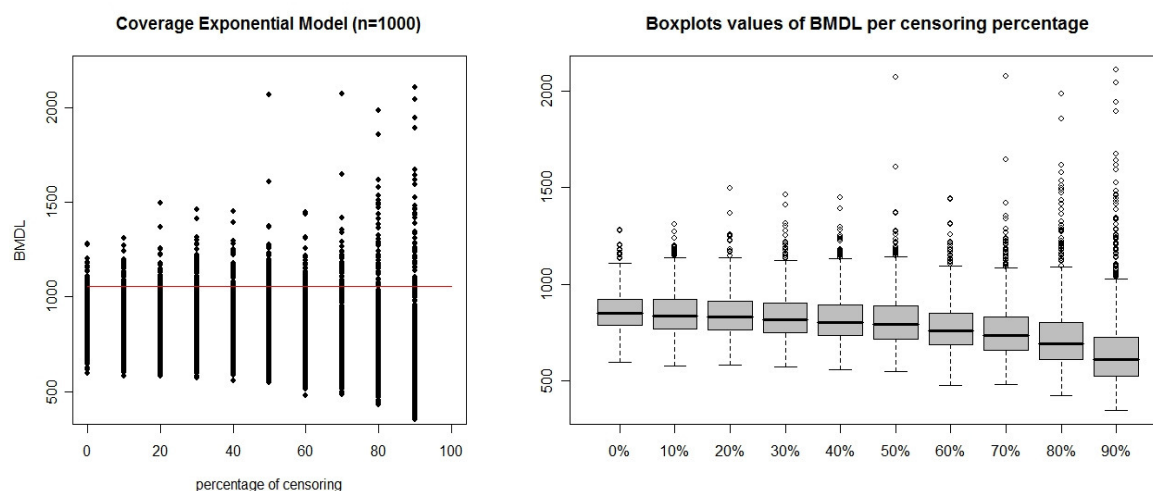 Coverage Exponential Model (n=1000)
BMDL
2000
1500
1000
500
0 20 40 60 80 100
percentage of censoring
Boxplots values of BMDL per censoring percentage
2000
1500
1000
500
0% 10% 20% 30% 40% 50% 60% 70% 80% 90%